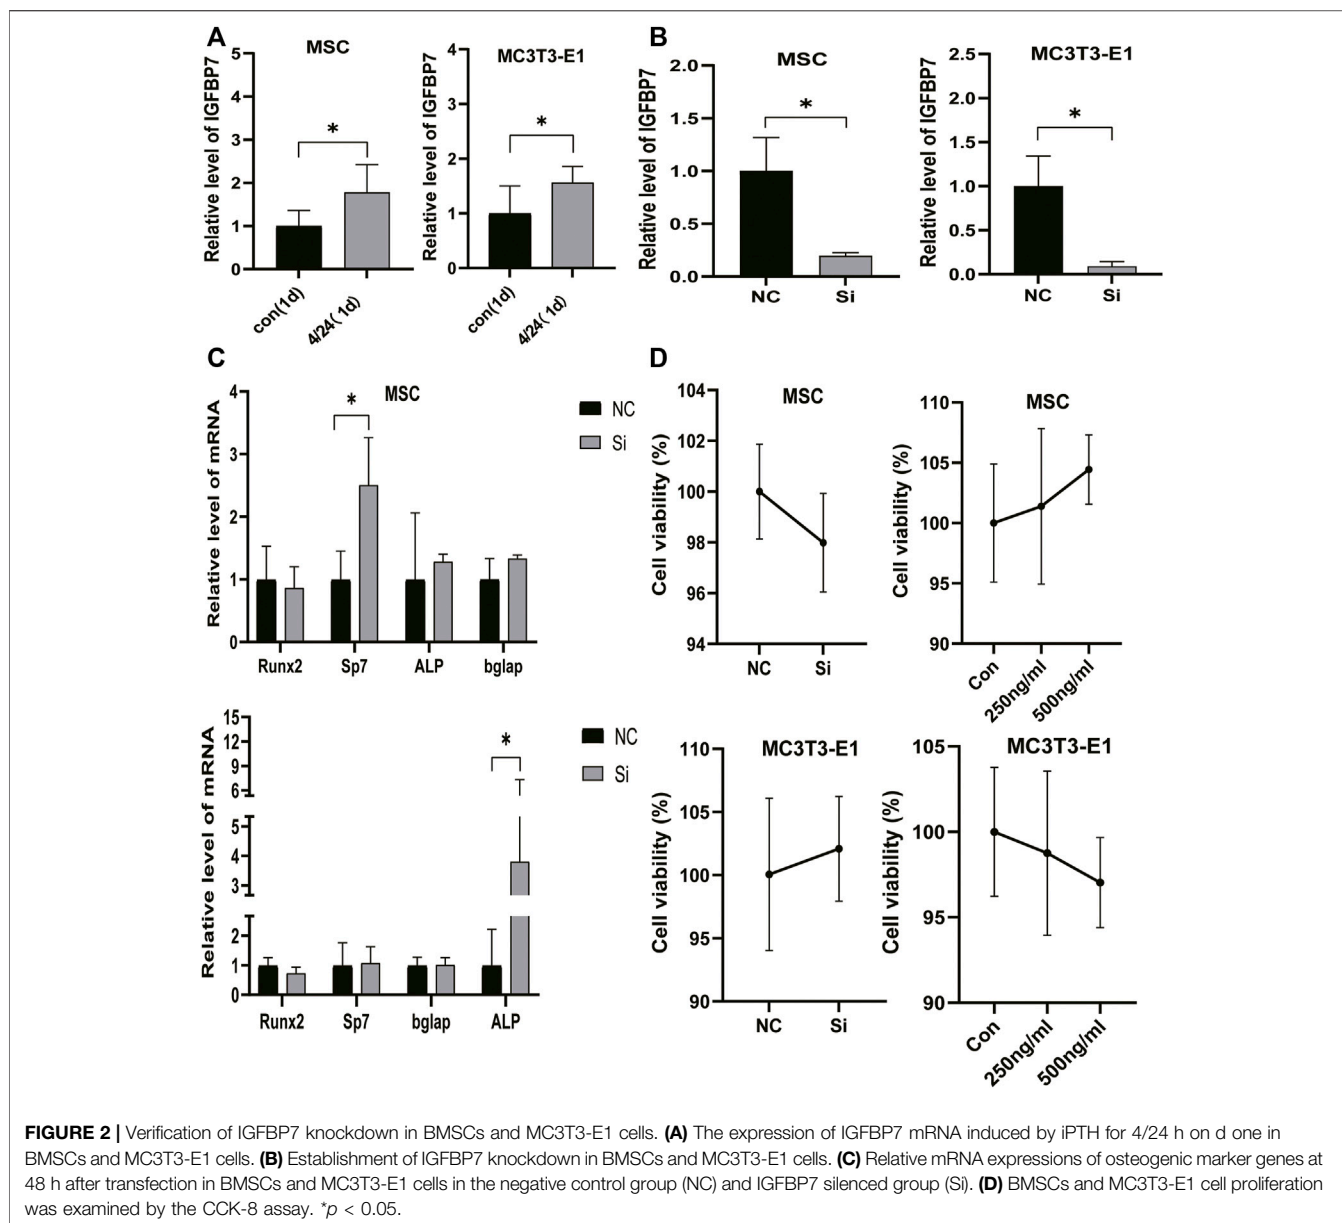 A
MSC
Relative level of IGFBP7
5
4
3
2
1
0
*
con(1d)
4/24( 1d)
MC3T3-E1
Relative level of IGFBP7
4
3
2
1
0
*
con(1d)
4/24( 1d)
B
MSC
Relative level of IGFBP7
2.0
1.5
1.0
0.5
0.0
*
NC
Si
MC3T3-E1
Relative level of IGFBP7
2.5
2.0
1.5
1.0
0.5
0.0
*
NC
Si
C
MSC
Relative level of mRNA
4
3
2
1
0
*
Runx2
Sp7
ALP
bglap
NC
Si
Relative level of mRNA
15
12
9
6
5
4
3
2
1
0
*
Runx2
Sp7
bglap
ALP
NC
Si
D
MSC
Cell viability (%)
104
102
100
98
96
94
NC
Si
MSC
Cell viability (%)
110
105
100
95
90
Con
250ng/ml
500ng/ml
MC3T3-E1
Cell viability (%)
110
105
100
95
90
NC
Si
MC3T3-E1
Cell viability (%)
105
100
95
90
Con
250ng/ml
500ng/ml
FIGURE 2 | Verification of IGFBP7 knockdown in BMSCs and MC3T3-E1 cells. (A) The expression of IGFBP7 mRNA induced by iPTH for 4/24 h on d one in
BMSCs and MC3T3-E1 cells. (B) Establishment of IGFBP7 knockdown in BMSCs and MC3T3-E1 cells. (C) Relative mRNA expressions of osteogenic marker genes at
48 h after transfection in BMSCs and MC3T3-E1 cells in the negative control group (NC) and IGFBP7 silenced group (Si). (D) BMSCs and MC3T3-E1 cell proliferation
was examined by the CCK-8 assay. *p < 0.05.